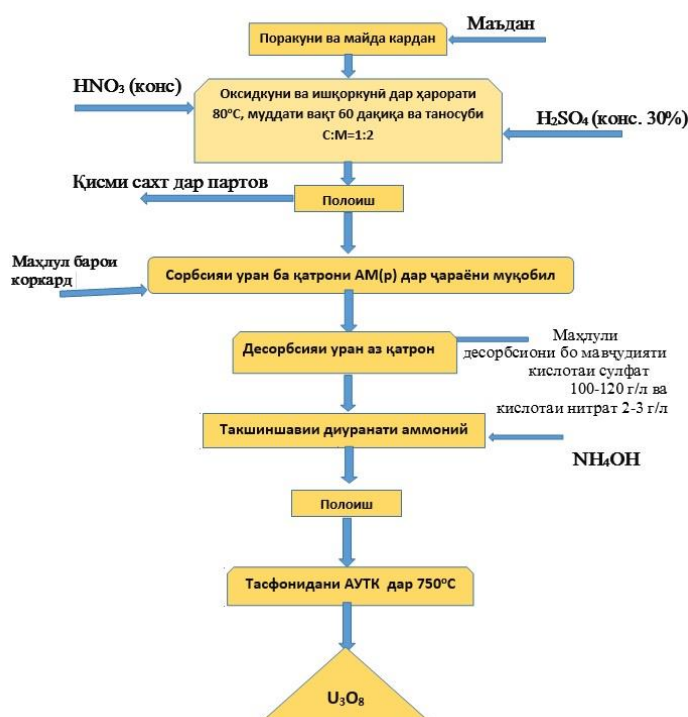 Маъдан
Поракуни ва майда кардан
HNO₃ (конс)
Оксидкуни ва ишқоркунӣ дар ҳарорати
80°С, муддати вақт 60 дақиқа ва таносуби
С:М=1:2
H₂SO₄ (конс. 30%)
Қисми сахт дар партов
Полоиш
Маҳлул барои
коркард
Сорбсияи уран ба қатрони АМ(р) дар ҷараёни муқобил
Десорбсияи уран аз қатрон
Маҳлули
десорбсиони бо мавҷудияти
кислотаи сулфат
100-120 г/л ва
кислотаи нитрат 2-3 г/л
Такшиншавии диуранати аммоний
NH₄OH
Полоиш
Тасфонидани АУТК дар 750°С
U₃O₈